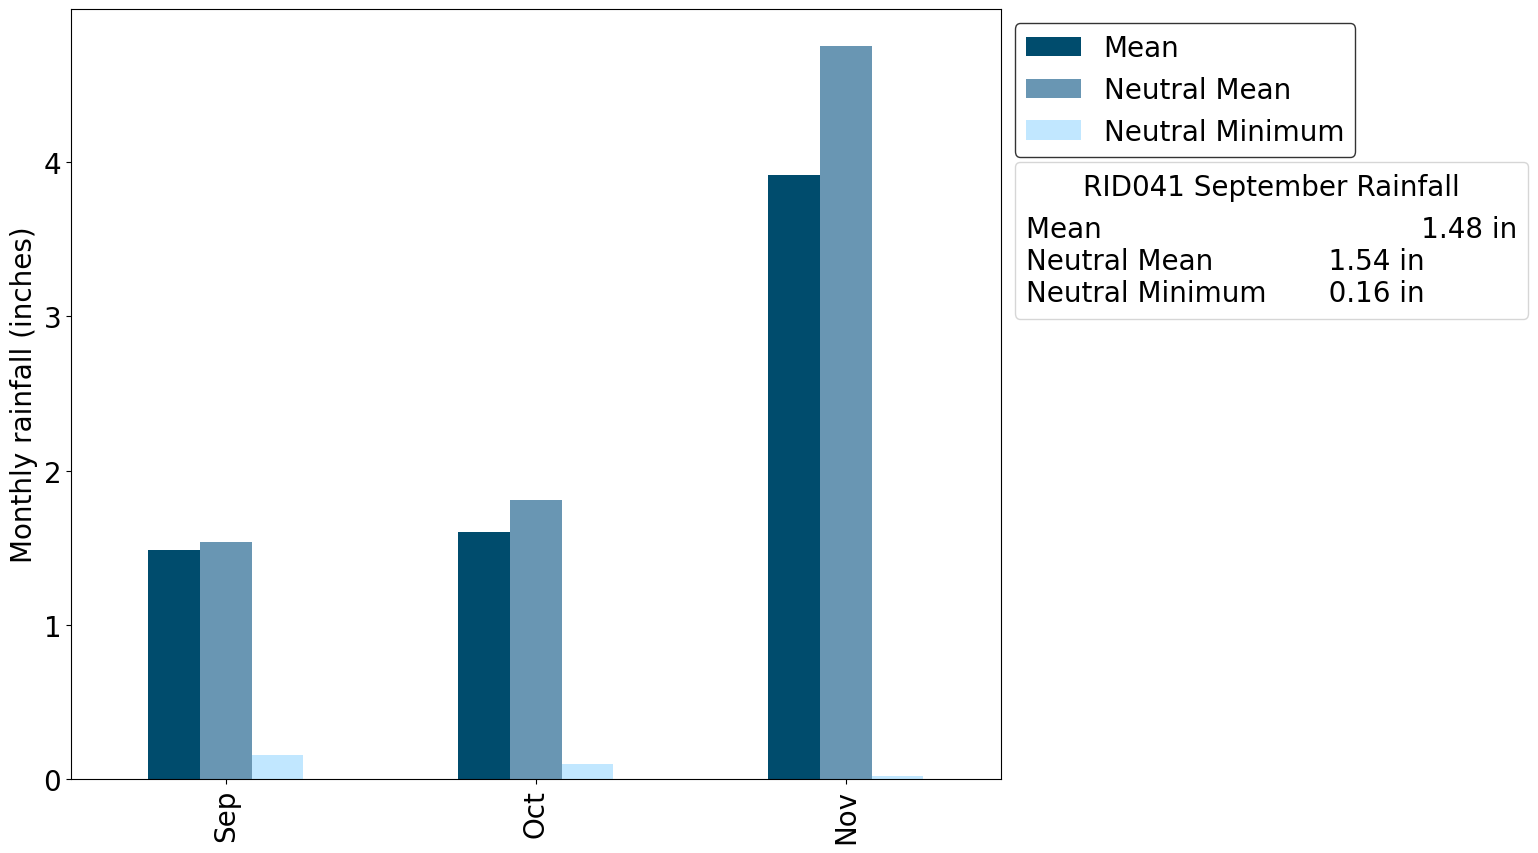 Mean
Neutral Mean
Neutral Minimum
RID041 September Rainfall
Mean 1.48 in
Neutral Mean 1.54 in
Neutral Minimum 0.16 in
Monthly rainfall (inches)
4
3
2
1
0
Sep
Oct
Nov